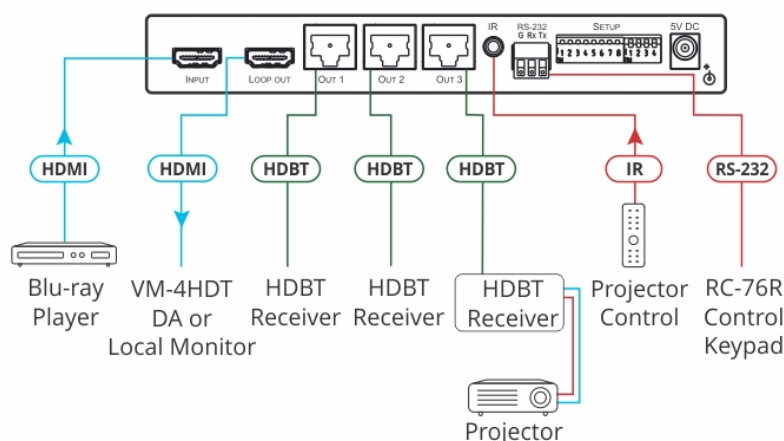 IR
RS-232
G Rx Tx
SETUP
5V DC
1 2 3 4 5 6 7 8
1 2 3 4
INPUT
LOOP OUT
OUT 1
OUT 2
OUT 3
HDMI
HDMI
HDBT
HDBT
HDBT
IR
RS-232
Blu-ray
Player
VM-4HDT
DA or
Local Monitor
HDBT
Receiver
HDBT
Receiver
HDBT
Receiver
Projector
Control
RC-76R
Control
Keypad
Projector